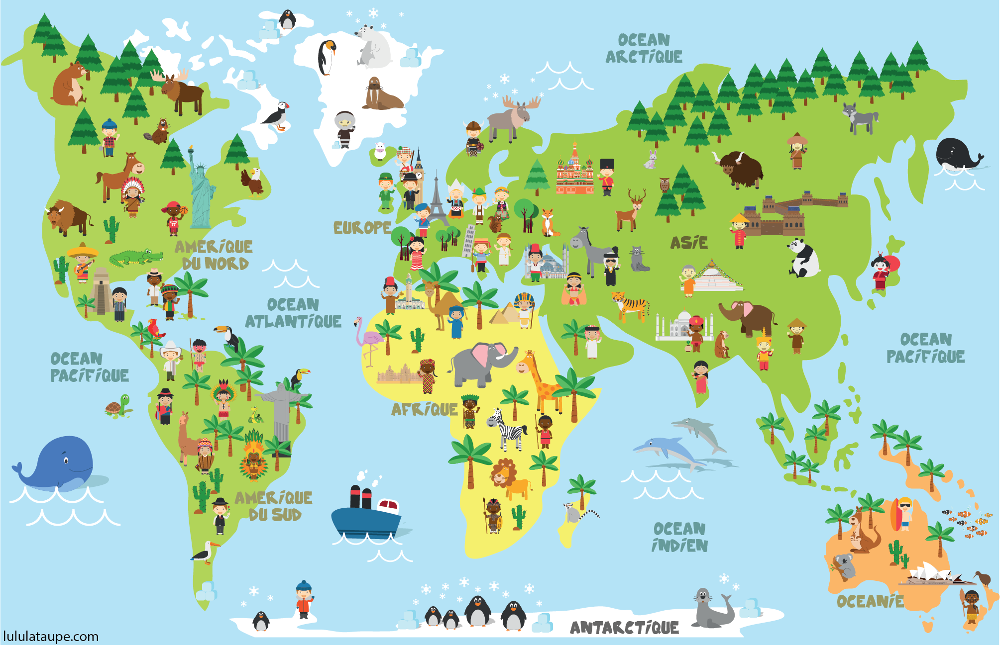 OCEAN
ARCTIQUE
EUROPE
ASIE
AMERIQUE
DU NORD
77
OCEAN
ATLANTIQUE
OCEAN
PACIFIQUE
OCEAN
PACIFIQUE
AFRIQUE
AMERIQUE
DU SUD
OCEAN
INDIEN
OCEANIE
ANTARCTIQUE
lululataupe.com